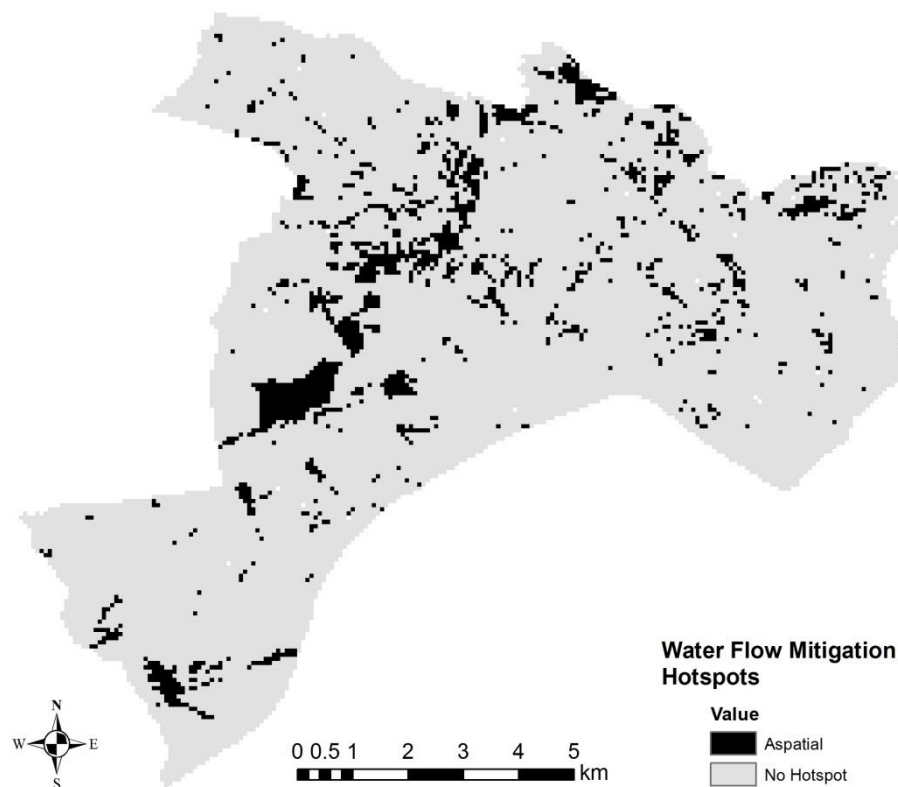 Water Flow Mitigation
Hotspots
Value
Aspatial
No Hotspot
N
W E
S
0 0.5 1 2 3 4 5
km